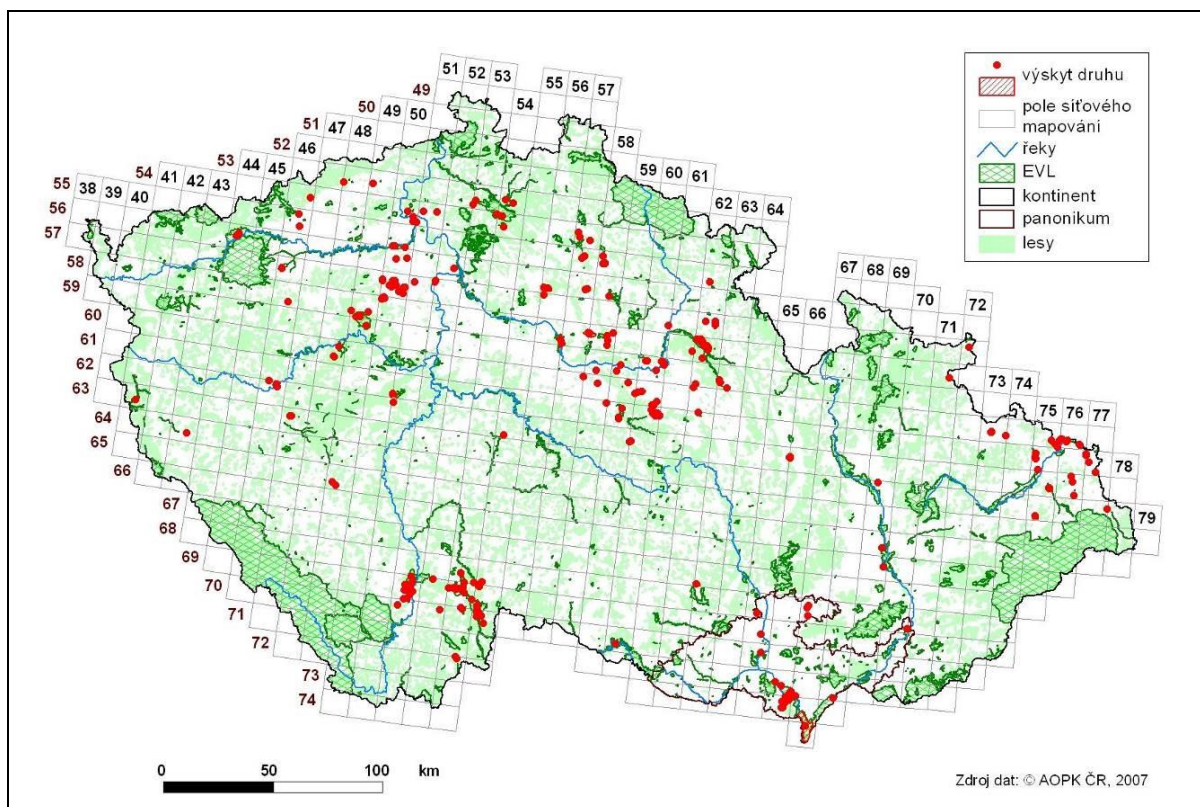 51 52 53
55 56 57
49
54
50 49 50
51 47 48
58
52 46
59 60 61
53 44 45
54 41 42 43
62 63 64
55 38 39 40
56
57
67 68 69
58
70 72
59
65 66
71
60
61
62
73 74
63
75 76 77
64
65
78
66
67
79
68
69
70
71
72
73
74
výskyt druhu
pole síťového
mapování
řeky
EVL
kontinent
panonikum
lesy
0 50 100 km
Zdroj dat: © AOPK ČR, 2007